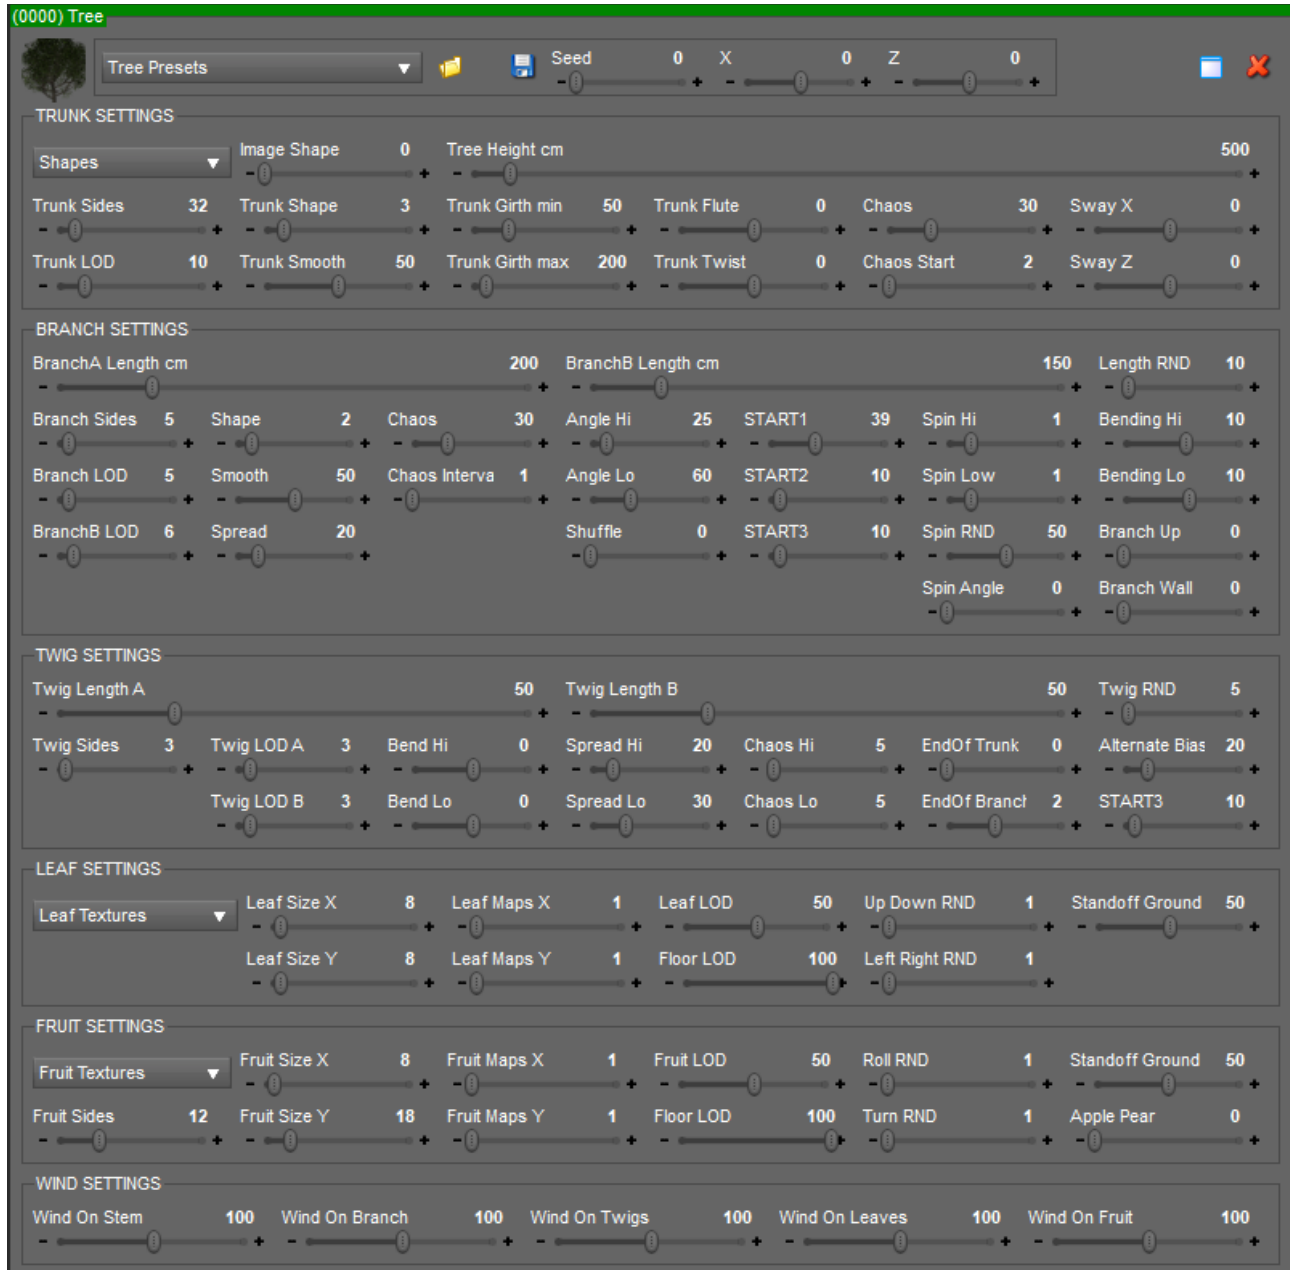 (0000) Tree
Tree Presets Seed 0 X 0 Z 0
- + - + - +
TRUNK SETTINGS
Shapes Image Shape 0 Tree Height cm 500
- + - +
Trunk Sides 32 Trunk Shape 3 Trunk Girth min 50 Trunk Flute 0 Chaos 30 Sway X 0
- + - + - + - + - + - +
Trunk LOD 10 Trunk Smooth 50 Trunk Girth max 200 Trunk Twist 0 Chaos Start 2 Sway Z 0
- + - + - + - + - + - +
BRANCH SETTINGS
BranchA Length cm 200 BranchB Length cm 150 Length RND 10
- + - + - +
Branch Sides 5 Shape 2 Chaos 30 Angle Hi 25 START1 39 Spin Hi 1 Bending Hi 10
- + - + - + - + - + - + - +
Branch LOD 5 Smooth 50 Chaos Interva 1 Angle Lo 60 START2 10 Spin Low 1 Bending Lo 10
- + - + - + - + - + - + - +
BranchB LOD 6 Spread 20 Shuffle 0 START3 10 Spin RND 50 Branch Up 0
- + - + - + - + - + - +
Spin Angle 0 Branch Wall 0
- + - +
TWIG SETTINGS
Twig Length A 50 Twig Length B 50 Twig RND 5
- + - + - +
Twig Sides 3 Twig LOD A 3 Bend Hi 0 Spread Hi 20 Chaos Hi 5 EndOf Trunk 0 Alternate Bias 20
- + - + - + - + - + - + - +
Twig LOD B 3 Bend Lo 0 Spread Lo 30 Chaos Lo 5 EndOf Branch 2 START3 10
- + - + - + - + - + - +
LEAF SETTINGS
Leaf Textures Leaf Size X 8 Leaf Maps X 1 Leaf LOD 50 Up Down RND 1 Standoff Ground 50
- + - + - + - + - +
Leaf Size Y 8 Leaf Maps Y 1 Floor LOD 100 Left Right RND 1
- + - + - + - +
FRUIT SETTINGS
Fruit Textures Fruit Size X 8 Fruit Maps X 1 Fruit LOD 50 Roll RND 1 Standoff Ground 50
- + - + - + - + - +
Fruit Sides 12 Fruit Size Y 18 Fruit Maps Y 1 Floor LOD 100 Turn RND 1 Apple Pear 0
- + - + - + - + - + - +
WIND SETTINGS
Wind On Stem 100 Wind On Branch 100 Wind On Twigs 100 Wind On Leaves 100 Wind On Fruit 100
- + - + - + - + - +